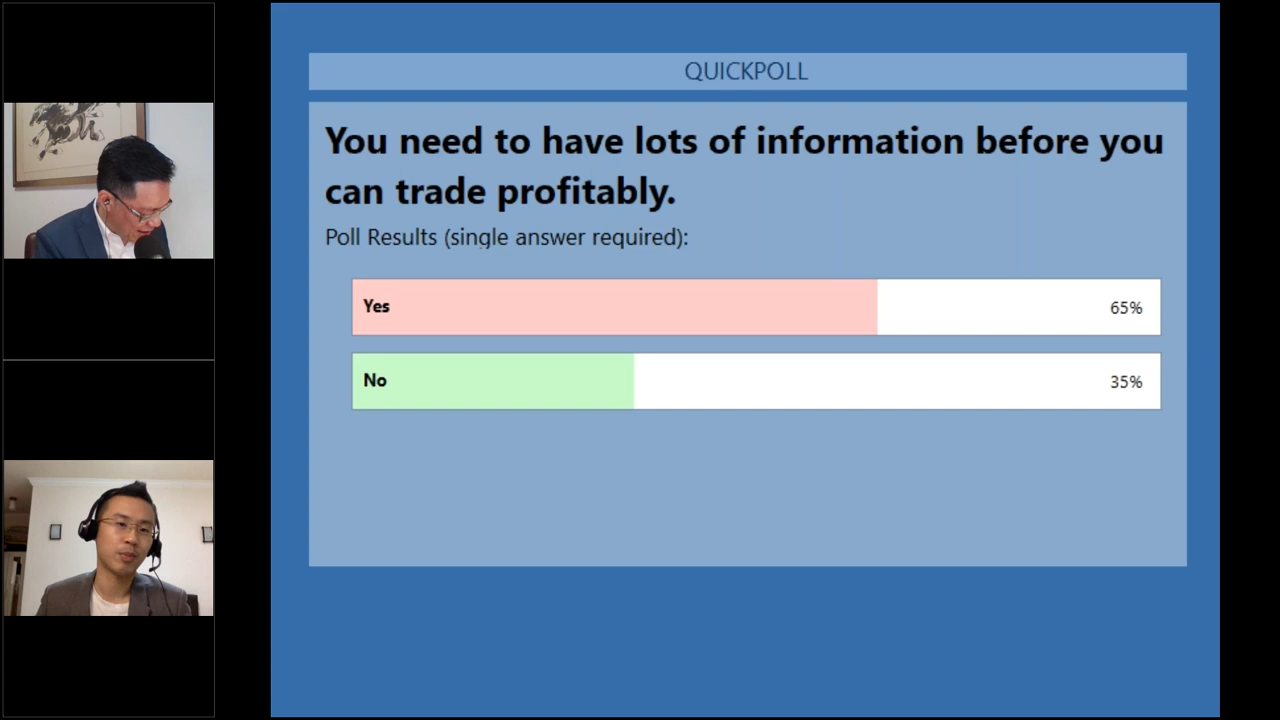 QUICKPOLL
You need to have lots of information before you
can trade profitably.
Poll Results (single answer required):
Yes 65%
No 35%